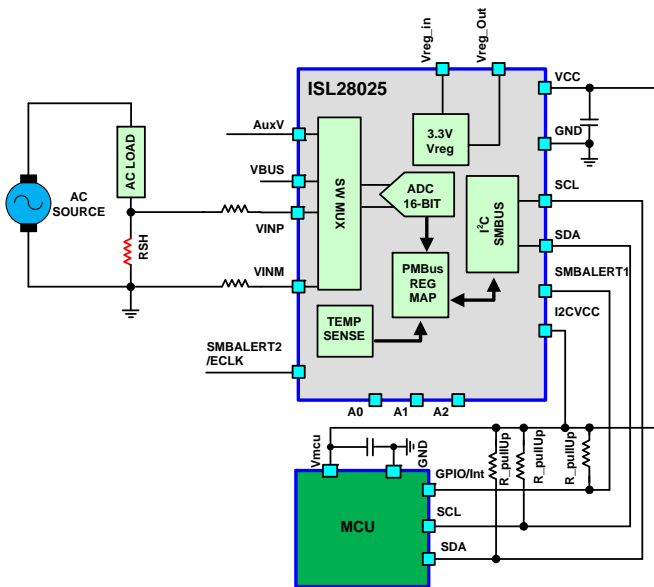 Vreg_in
Vreg_Out
ISL28025
VCC
AuxV
3.3V
Vreg
GND
AC LOAD
SW MUX
VBUS
ADC
16-BIT
I²C
SMBUS
SCL
AC
SOURCE
VINP
RSH
SDA
PMBus
REG
MAP
SMBALERT1
VINM
I2CVCC
TEMP
SENSE
SMBALERT2
/ECLK
A0
A1
A2
Vmcu
GND
R_pullUp
R_pullUp
R_pullUp
GPIO/Int
MCU
SCL
SDA